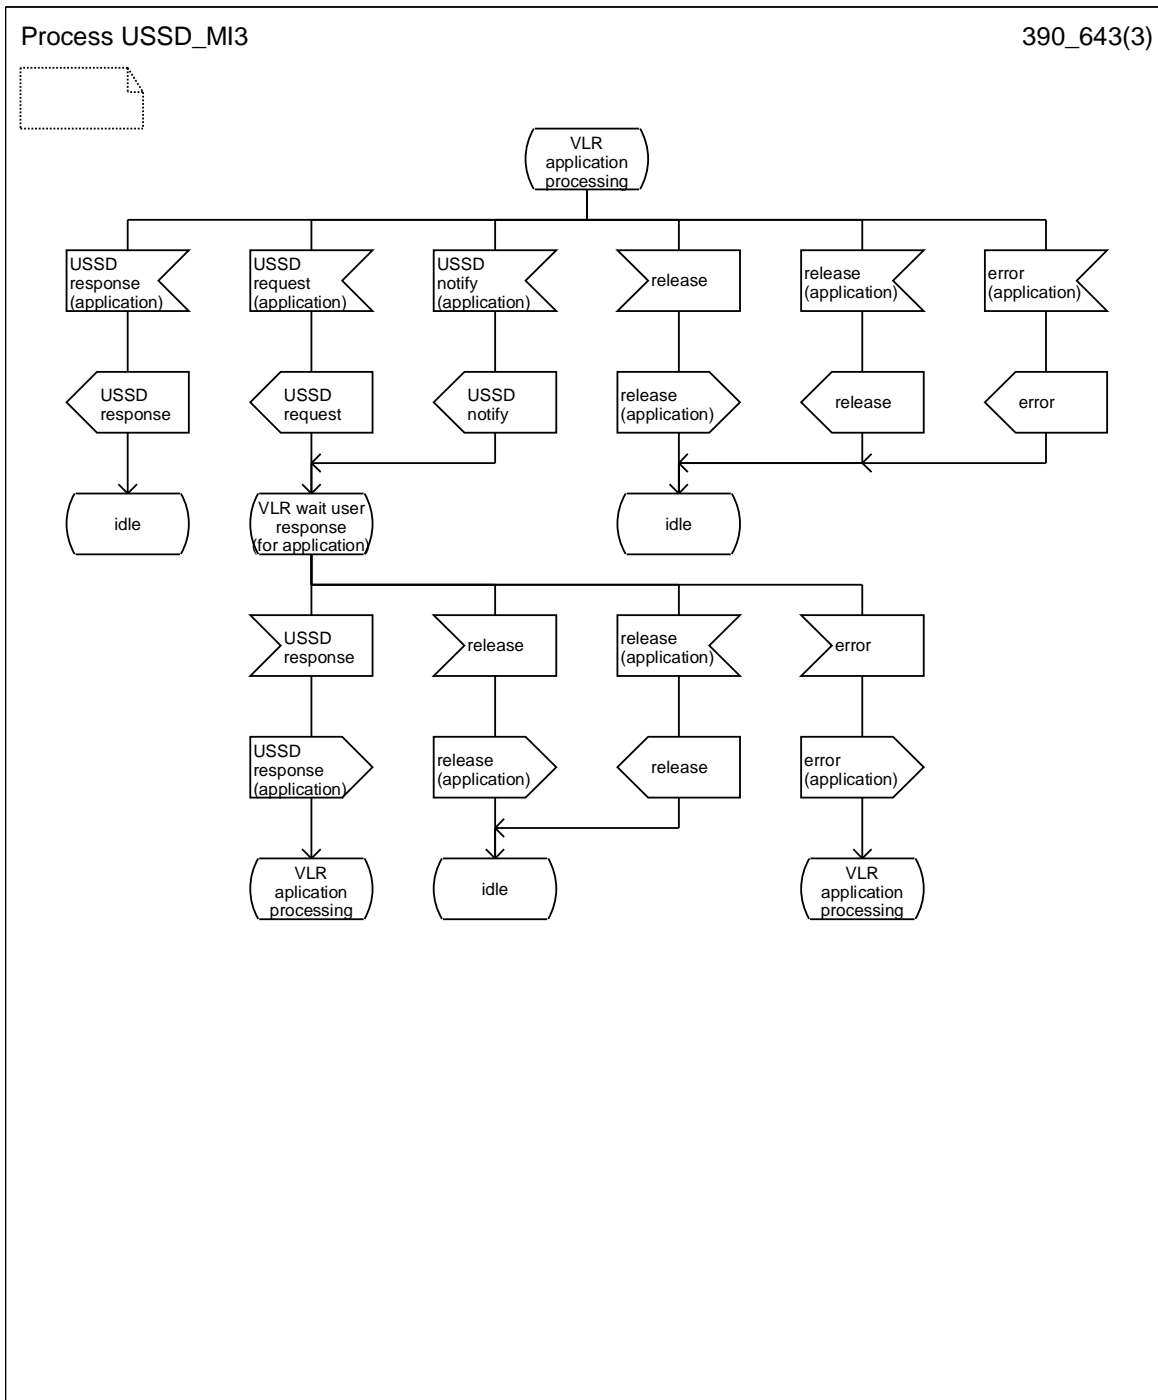 Process USSD_MI3
390_643(3)
VLR
application
processing
USSD
response
(application)
USSD
request
(application)
USSD
notify
(application)
release
release
(application)
error
(application)
USSD
response
USSD
request
USSD
notify
release
(application)
release
error
idle
VLR wait user
response
(for application)
idle
USSD
response
release
release
(application)
error
USSD
response
(application)
release
(application)
release
error
(application)
VLR
aplication
processing
idle
VLR
application
processing